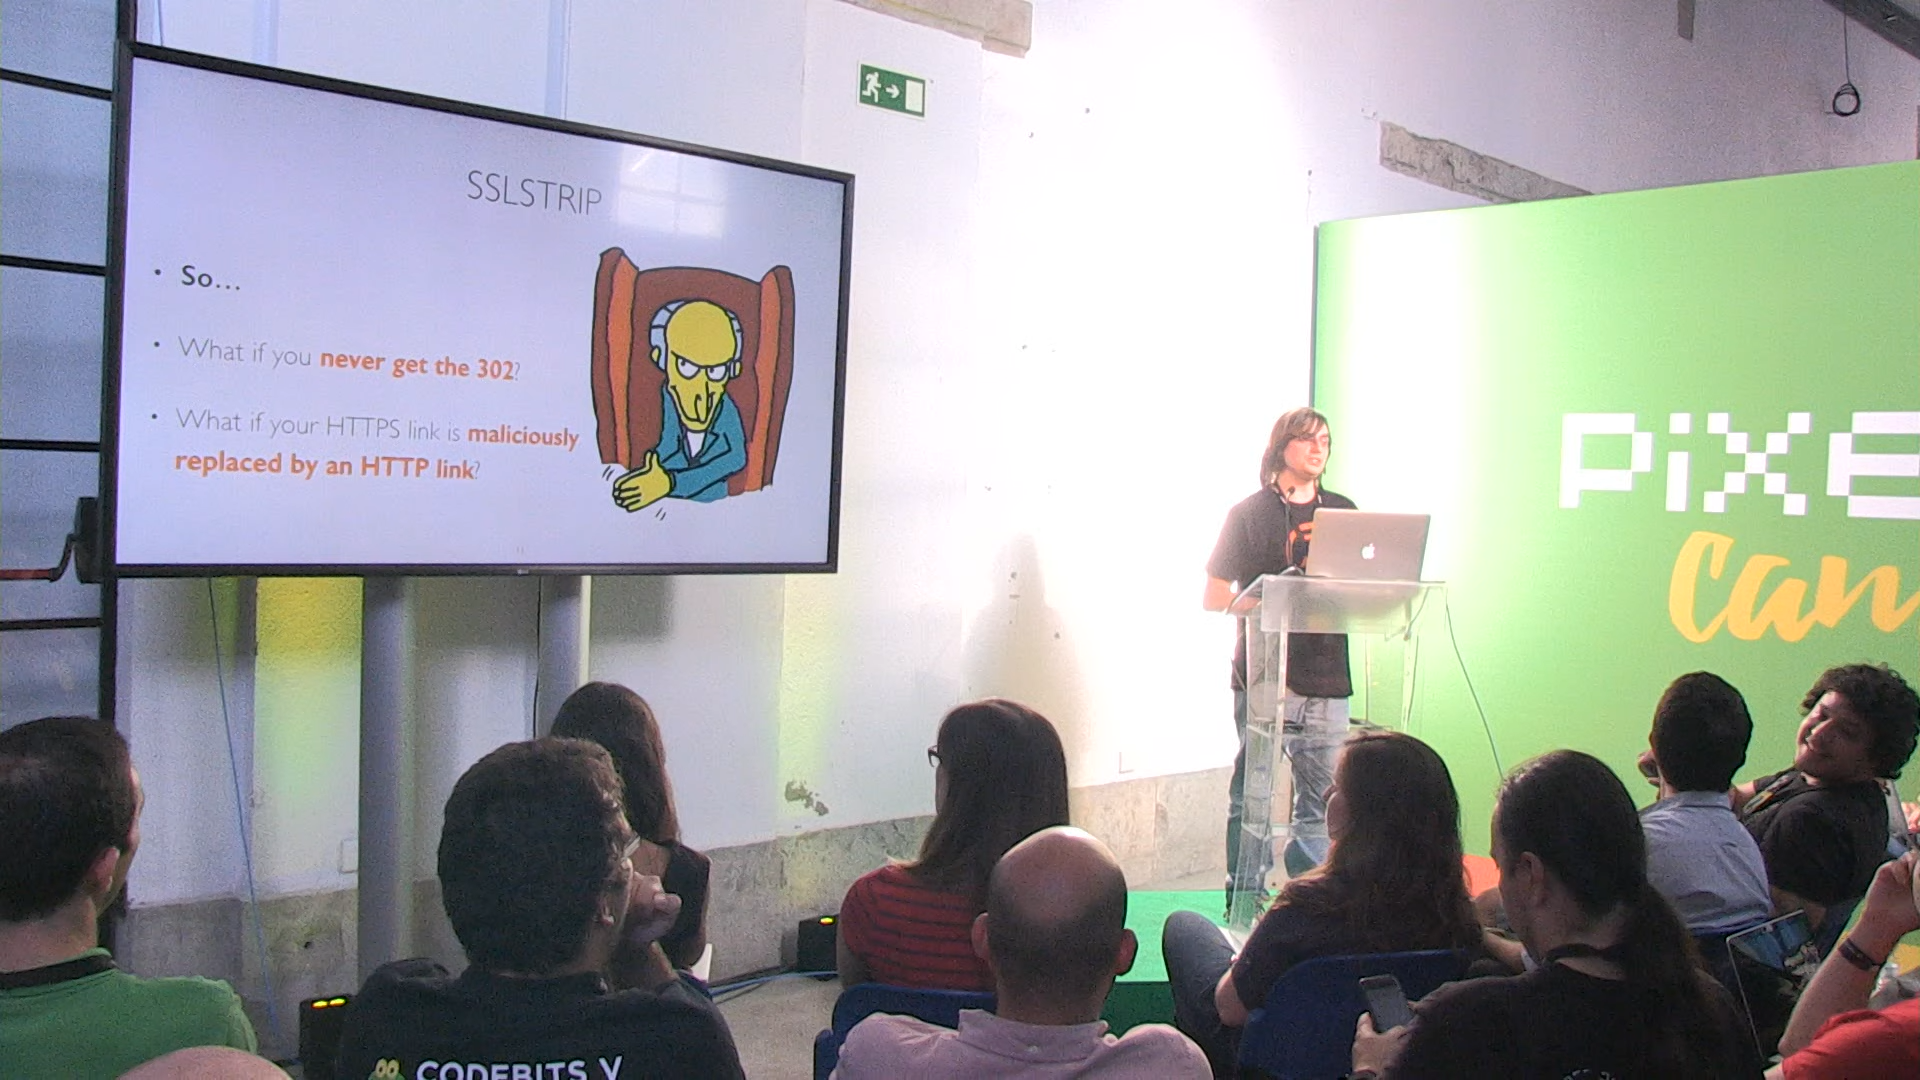 SSLSTRIP
• So...
• What if you never get the 302?
• What if your HTTPS link is maliciously
replaced by an HTTP link?
PiXE
Can
CODEBITS V